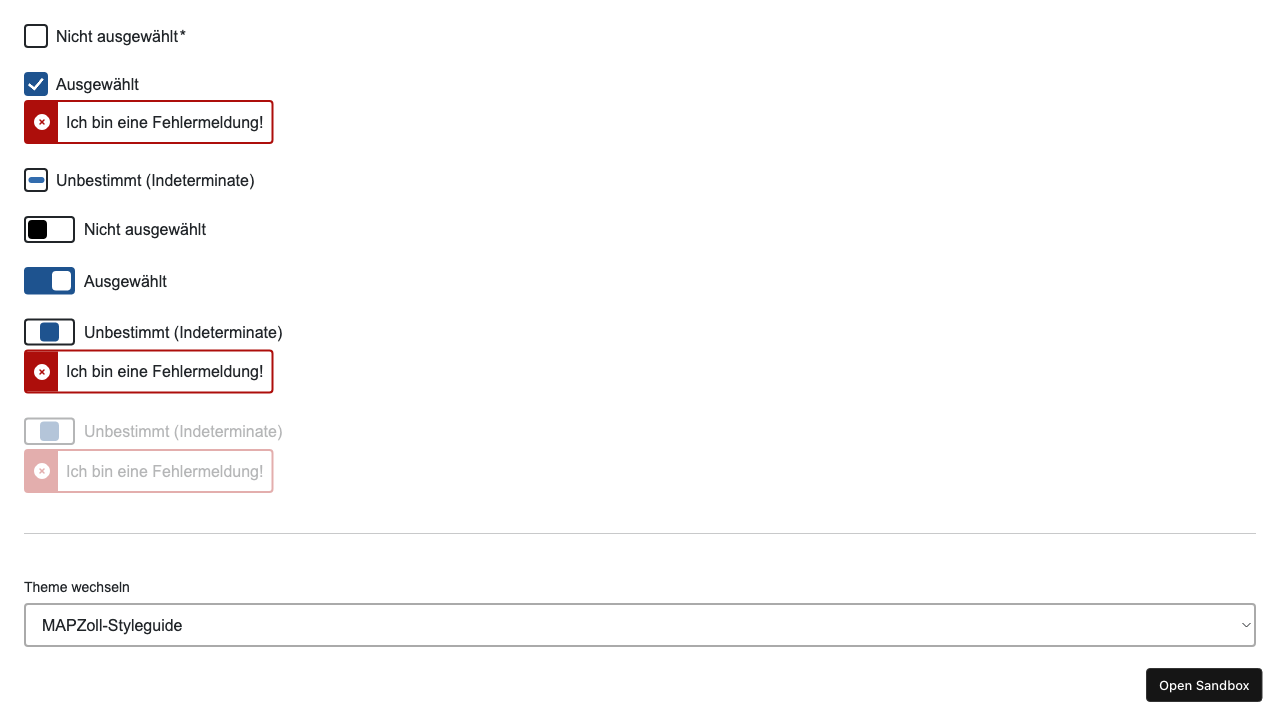 Nicht ausgewählt*
Ausgewählt
Ich bin eine Fehlermeldung!
Unbestimmt (Indeterminate)
Nicht ausgewählt
Ausgewählt
Unbestimmt (Indeterminate)
Ich bin eine Fehlermeldung!
Unbestimmt (Indeterminate)
Ich bin eine Fehlermeldung!
Theme wechseln
MAPZoll-Styleguide
Open Sandbox